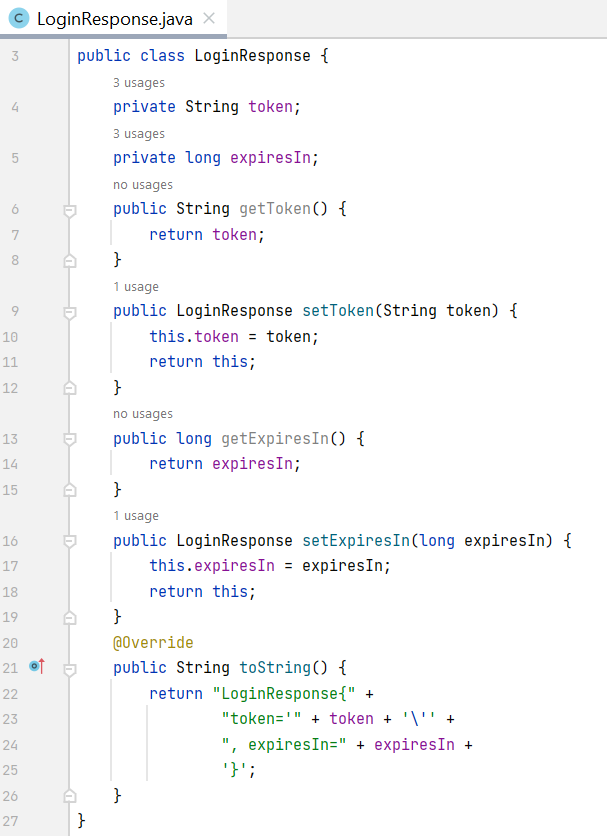 C LoginResponse.java
3 public class LoginResponse {
3 usages
4 private String token;
3 usages
5 private long expiresIn;
no usages
6 public String getToken() {
7 return token;
8 }
1 usage
9 public LoginResponse setToken(String token) {
10 this.token = token;
11 return this;
12 }
no usages
13 public long getExpiresIn() {
14 return expiresIn;
15 }
1 usage
16 public LoginResponse setExpiresIn(long expiresIn) {
17 this.expiresIn = expiresIn;
18 return this;
19 }
20 @Override
21 public String toString() {
22 return "LoginResponse{" +
23 "token='" + token + '\'' +
24 ", expiresIn=" + expiresIn +
25 '}';
26 }
27 }